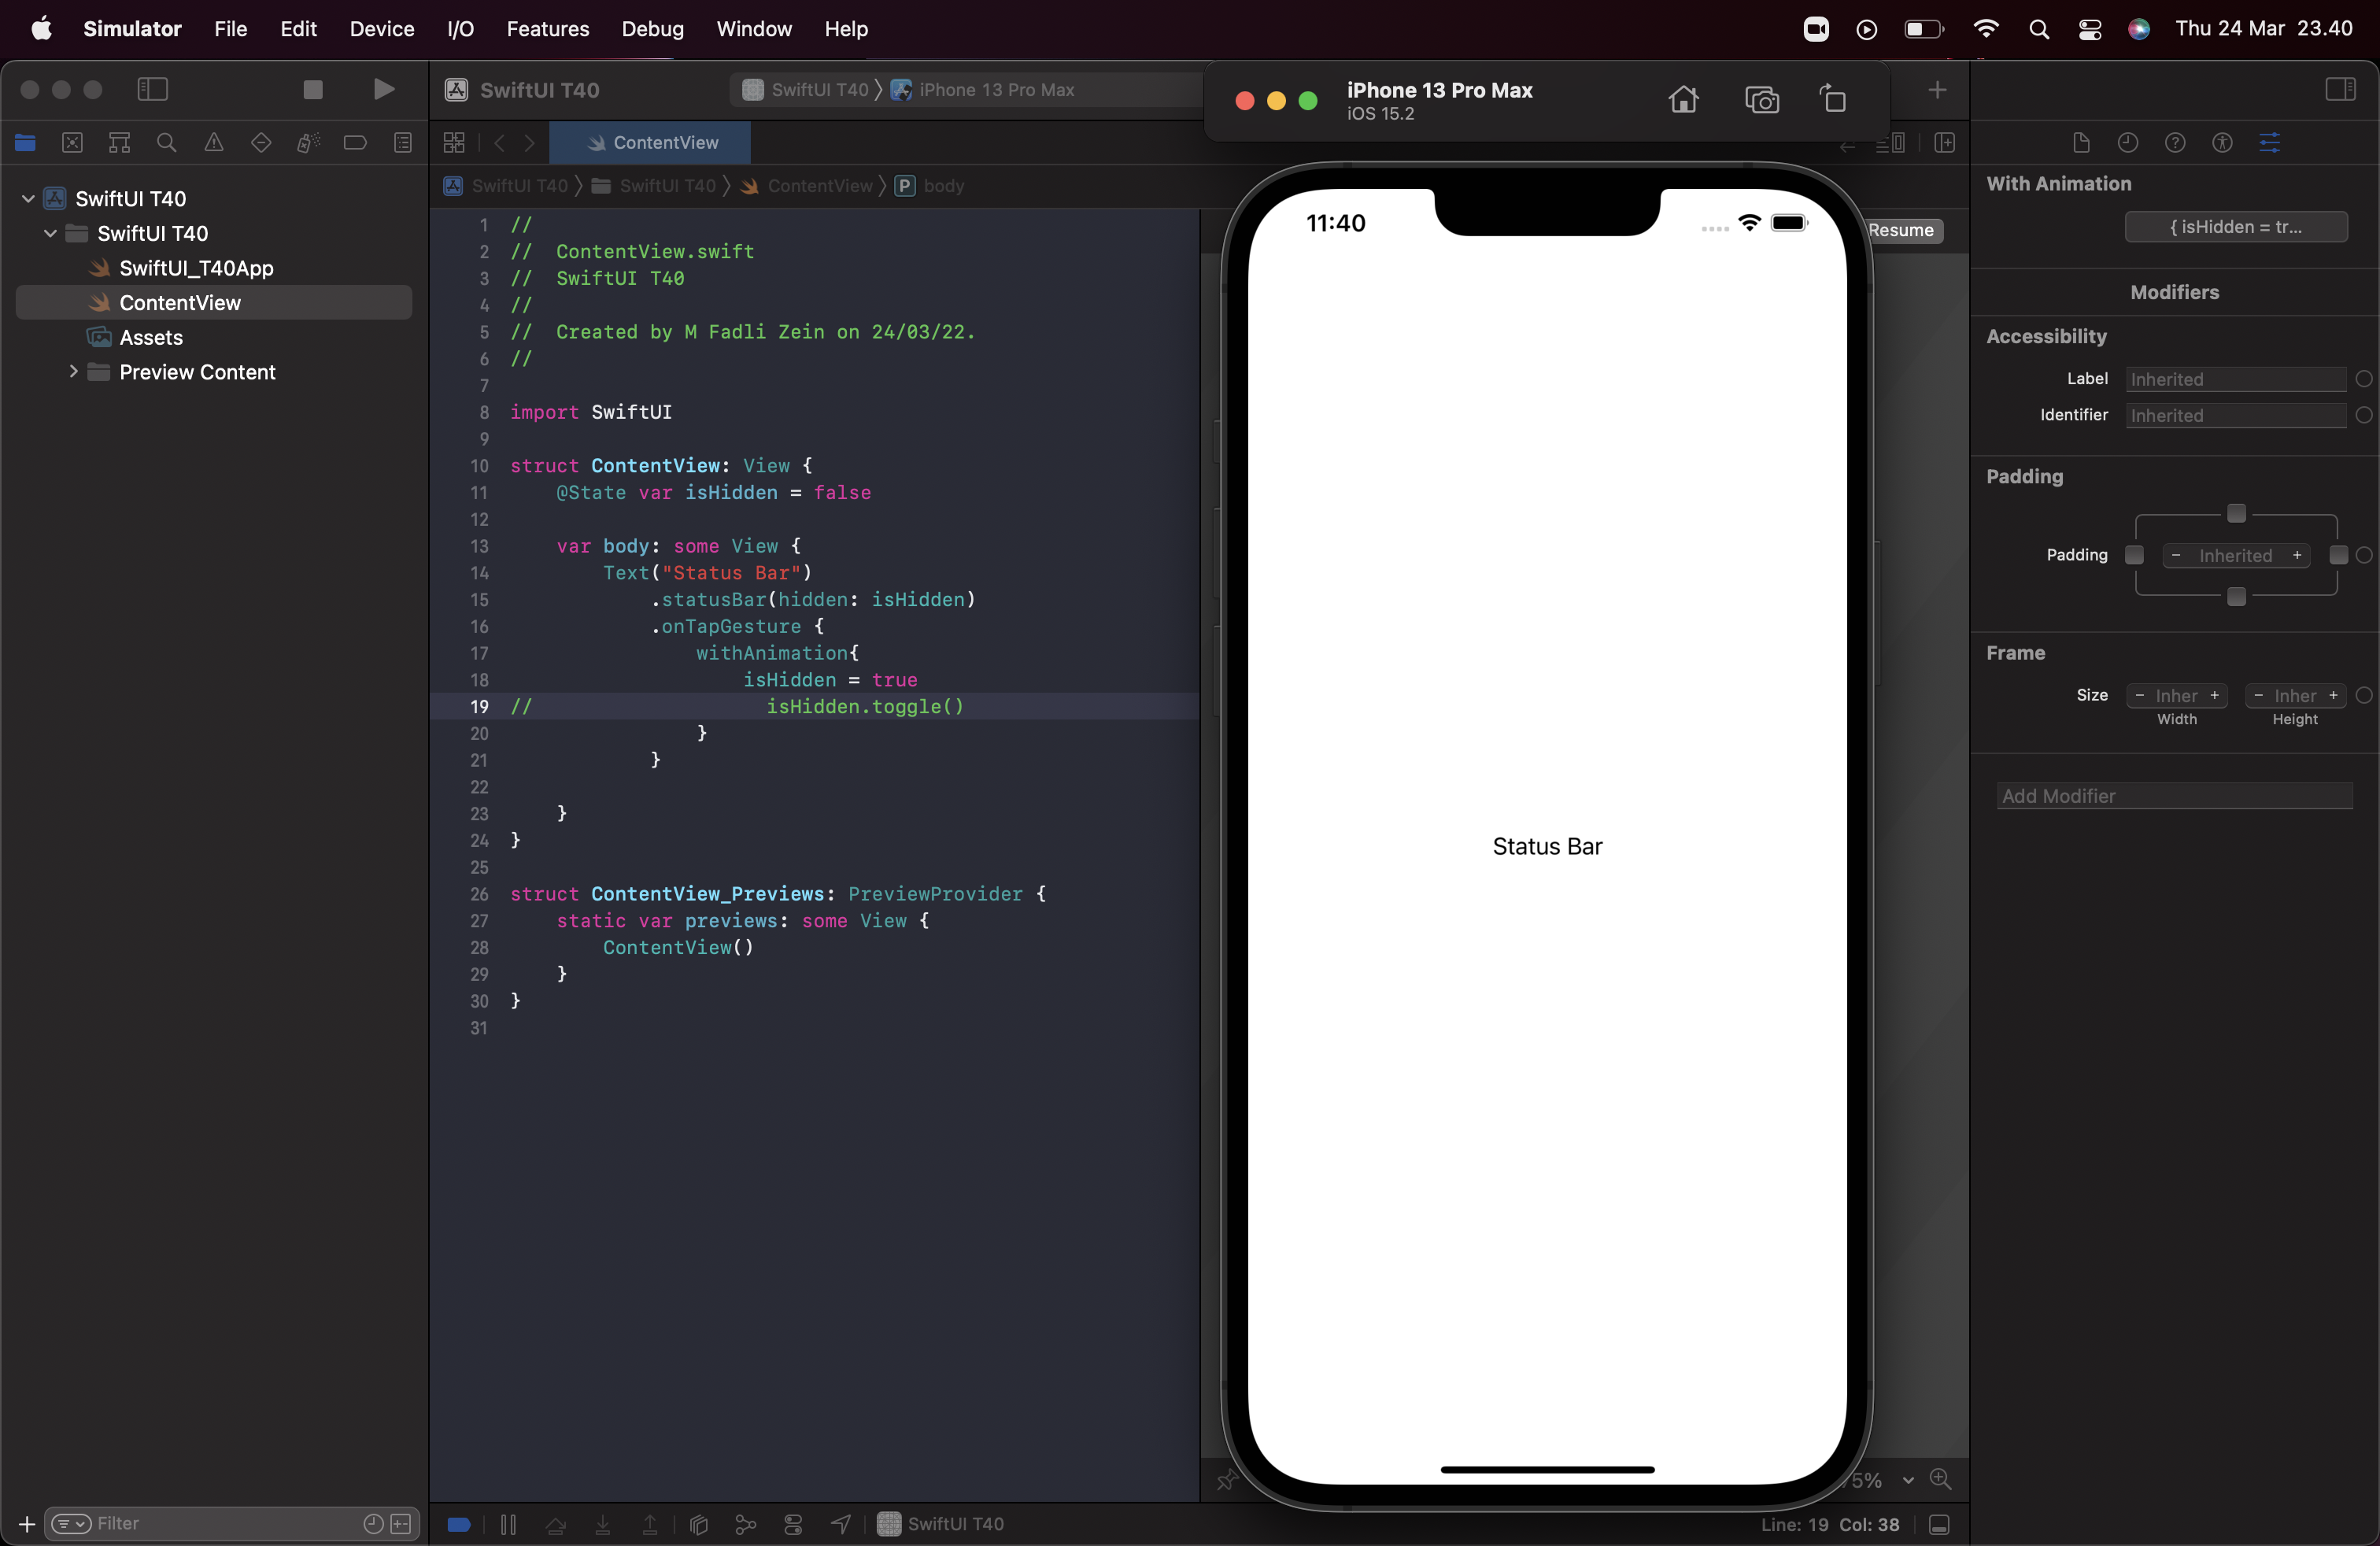 Simulator File Edit Device I/O Features Debug Window Help Thu 24 Mar 23.40
SwiftUI T40 SwiftUI T40 iPhone 13 Pro Max
iPhone 13 Pro Max
iOS 15.2
ContentView
SwiftUI T40 SwiftUI T40 ContentView P body
SwiftUI T40
SwiftUI T40
SwiftUI_T40App
ContentView
Assets
Preview Content
1 //
2 // ContentView.swift
3 // SwiftUI T40
4 //
5 // Created by M Fadli Zein on 24/03/22.
6 //
7
8 import SwiftUI
9
10 struct ContentView: View {
11 @State var isHidden = false
12
13 var body: some View {
14 Text("Status Bar")
15 .statusBar(hidden: isHidden)
16 .onTapGesture {
17 withAnimation{
18 isHidden = true
19 // isHidden.toggle()
20 }
21 }
22
23 }
24 }
25
26 struct ContentView_Previews: PreviewProvider {
27 static var previews: some View {
28 ContentView()
29 }
30 }
31
11:40
Status Bar
Resume
With Animation
{ isHidden = tr...
Modifiers
Accessibility
Label Inherited
Identifier Inherited
Padding
Padding - Inherited +
Frame
Size - Inher + - Inher +
Width Height
Add Modifier
5%
Filter
SwiftUI T40
Line: 19 Col: 38